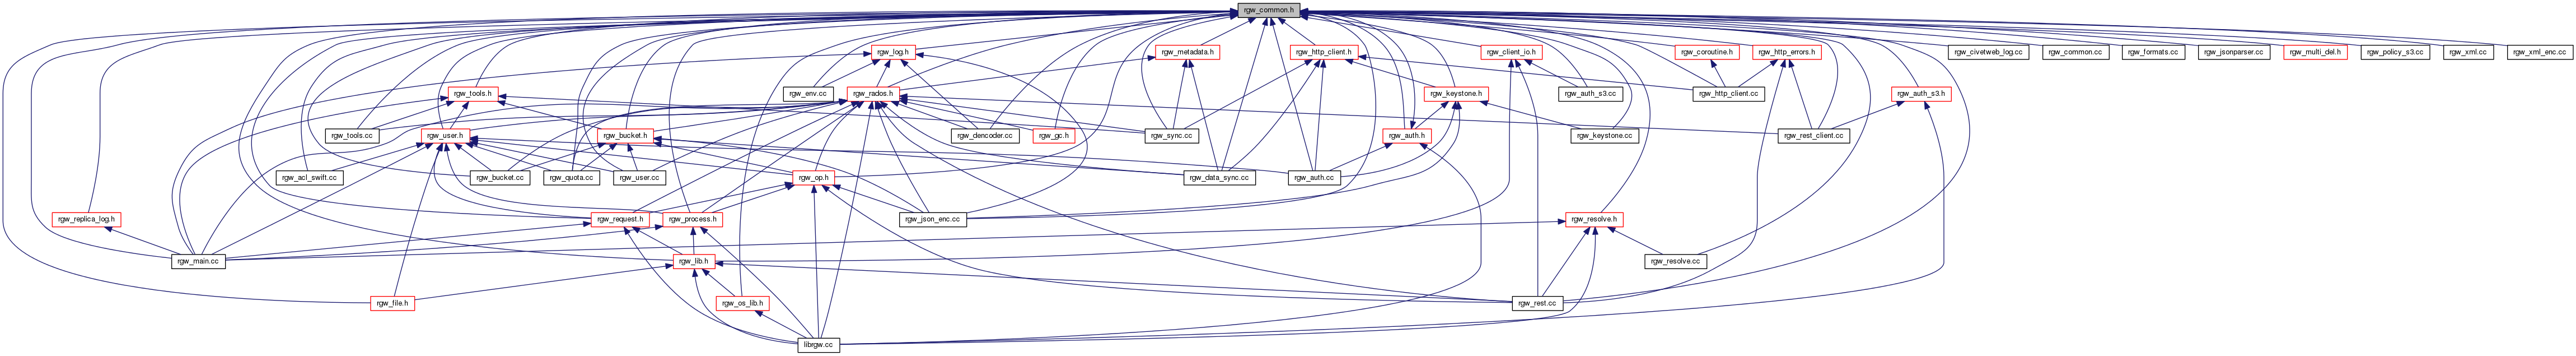 rgw_common.h
rgw_log.h
rgw_metadata.h
rgw_http_client.h
rgw_client_io.h
rgw_coroutine.h
rgw_http_errors.h
rgw_civetweb_log.cc
rgw_common.cc
rgw_formats.cc
rgw_jsonparser.cc
rgw_multi_del.h
rgw_policy_s3.cc
rgw_xml.cc
rgw_xml_enc.cc
rgw_tools.h
rgw_env.cc
rgw_rados.h
rgw_keystone.h
rgw_auth_s3.cc
rgw_http_client.cc
rgw_auth_s3.h
rgw_tools.cc
rgw_user.h
rgw_bucket.h
rgw_dencoder.cc
rgw_gc.h
rgw_sync.cc
rgw_auth.h
rgw_keystone.cc
rgw_rest_client.cc
rgw_acl_swift.cc
rgw_bucket.cc
rgw_quota.cc
rgw_user.cc
rgw_op.h
rgw_data_sync.cc
rgw_auth.cc
rgw_replica_log.h
rgw_request.h
rgw_process.h
rgw_json_enc.cc
rgw_resolve.h
rgw_main.cc
rgw_lib.h
rgw_resolve.cc
rgw_file.h
rgw_os_lib.h
rgw_rest.cc
librgw.cc